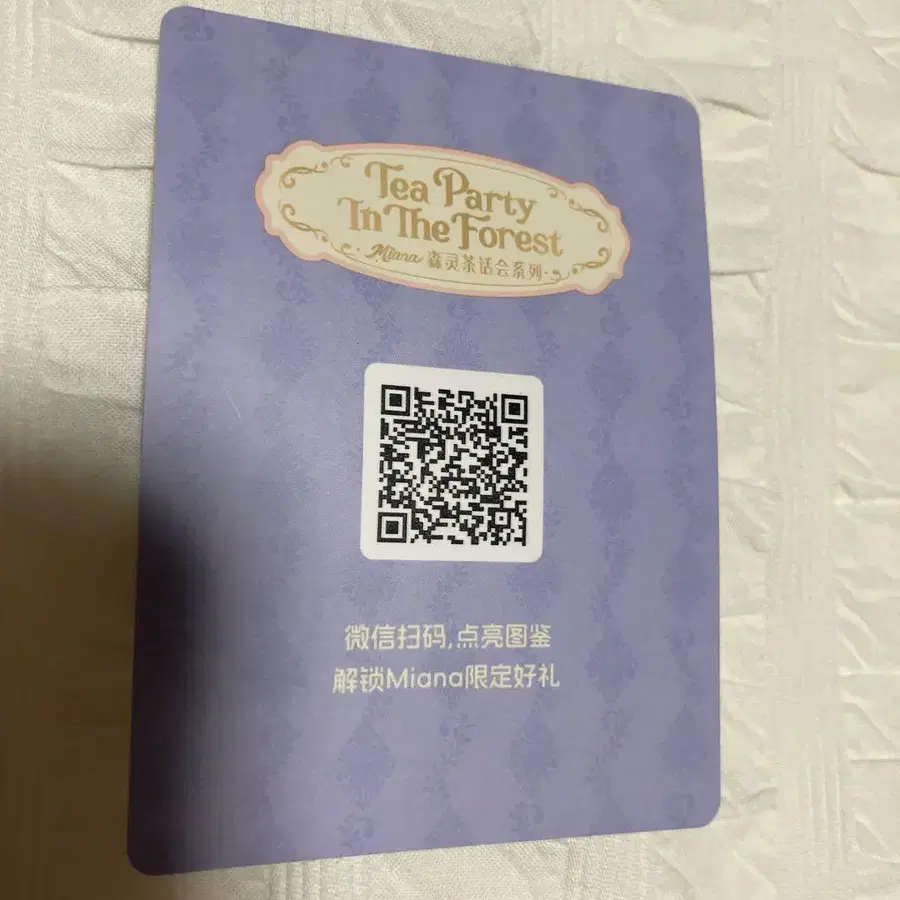 Tea Party
In The Forest
Miana 森灵茶话会系列
微信扫码,点亮图鉴
解锁Miana限定好礼